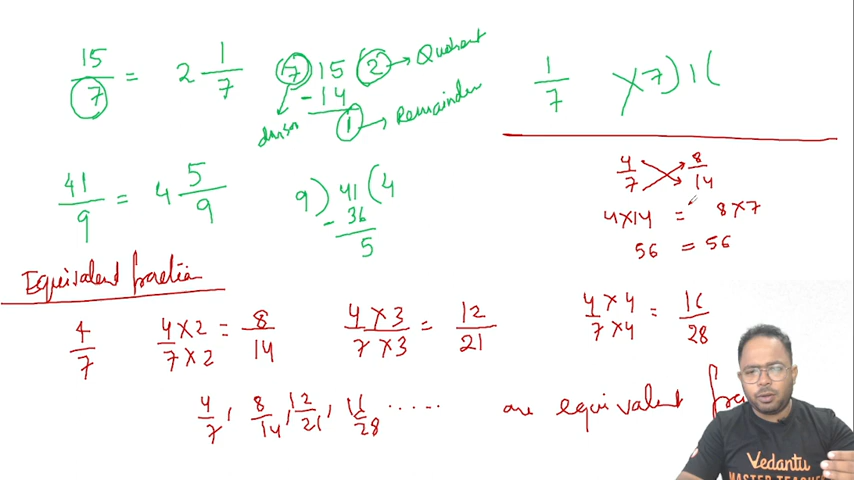 15/7 = 2 1/7
7) 15 (2 → Quotient
- 14
1 → Remainder
divisor
41/9 = 4 5/9
9) 41 (4
- 36
5
1/7 7) 1 (
4/7 8/14
4×14 = 8×7
56 = 56
Equivalent fraction
4/7 4×2/7×2 = 8/14 4×3/7×3 = 12/21 4×4/7×4 = 16/28
4/7, 8/14, 12/21, 16/28 ...... are equivalent
Vedantu
MASTER TEACHER